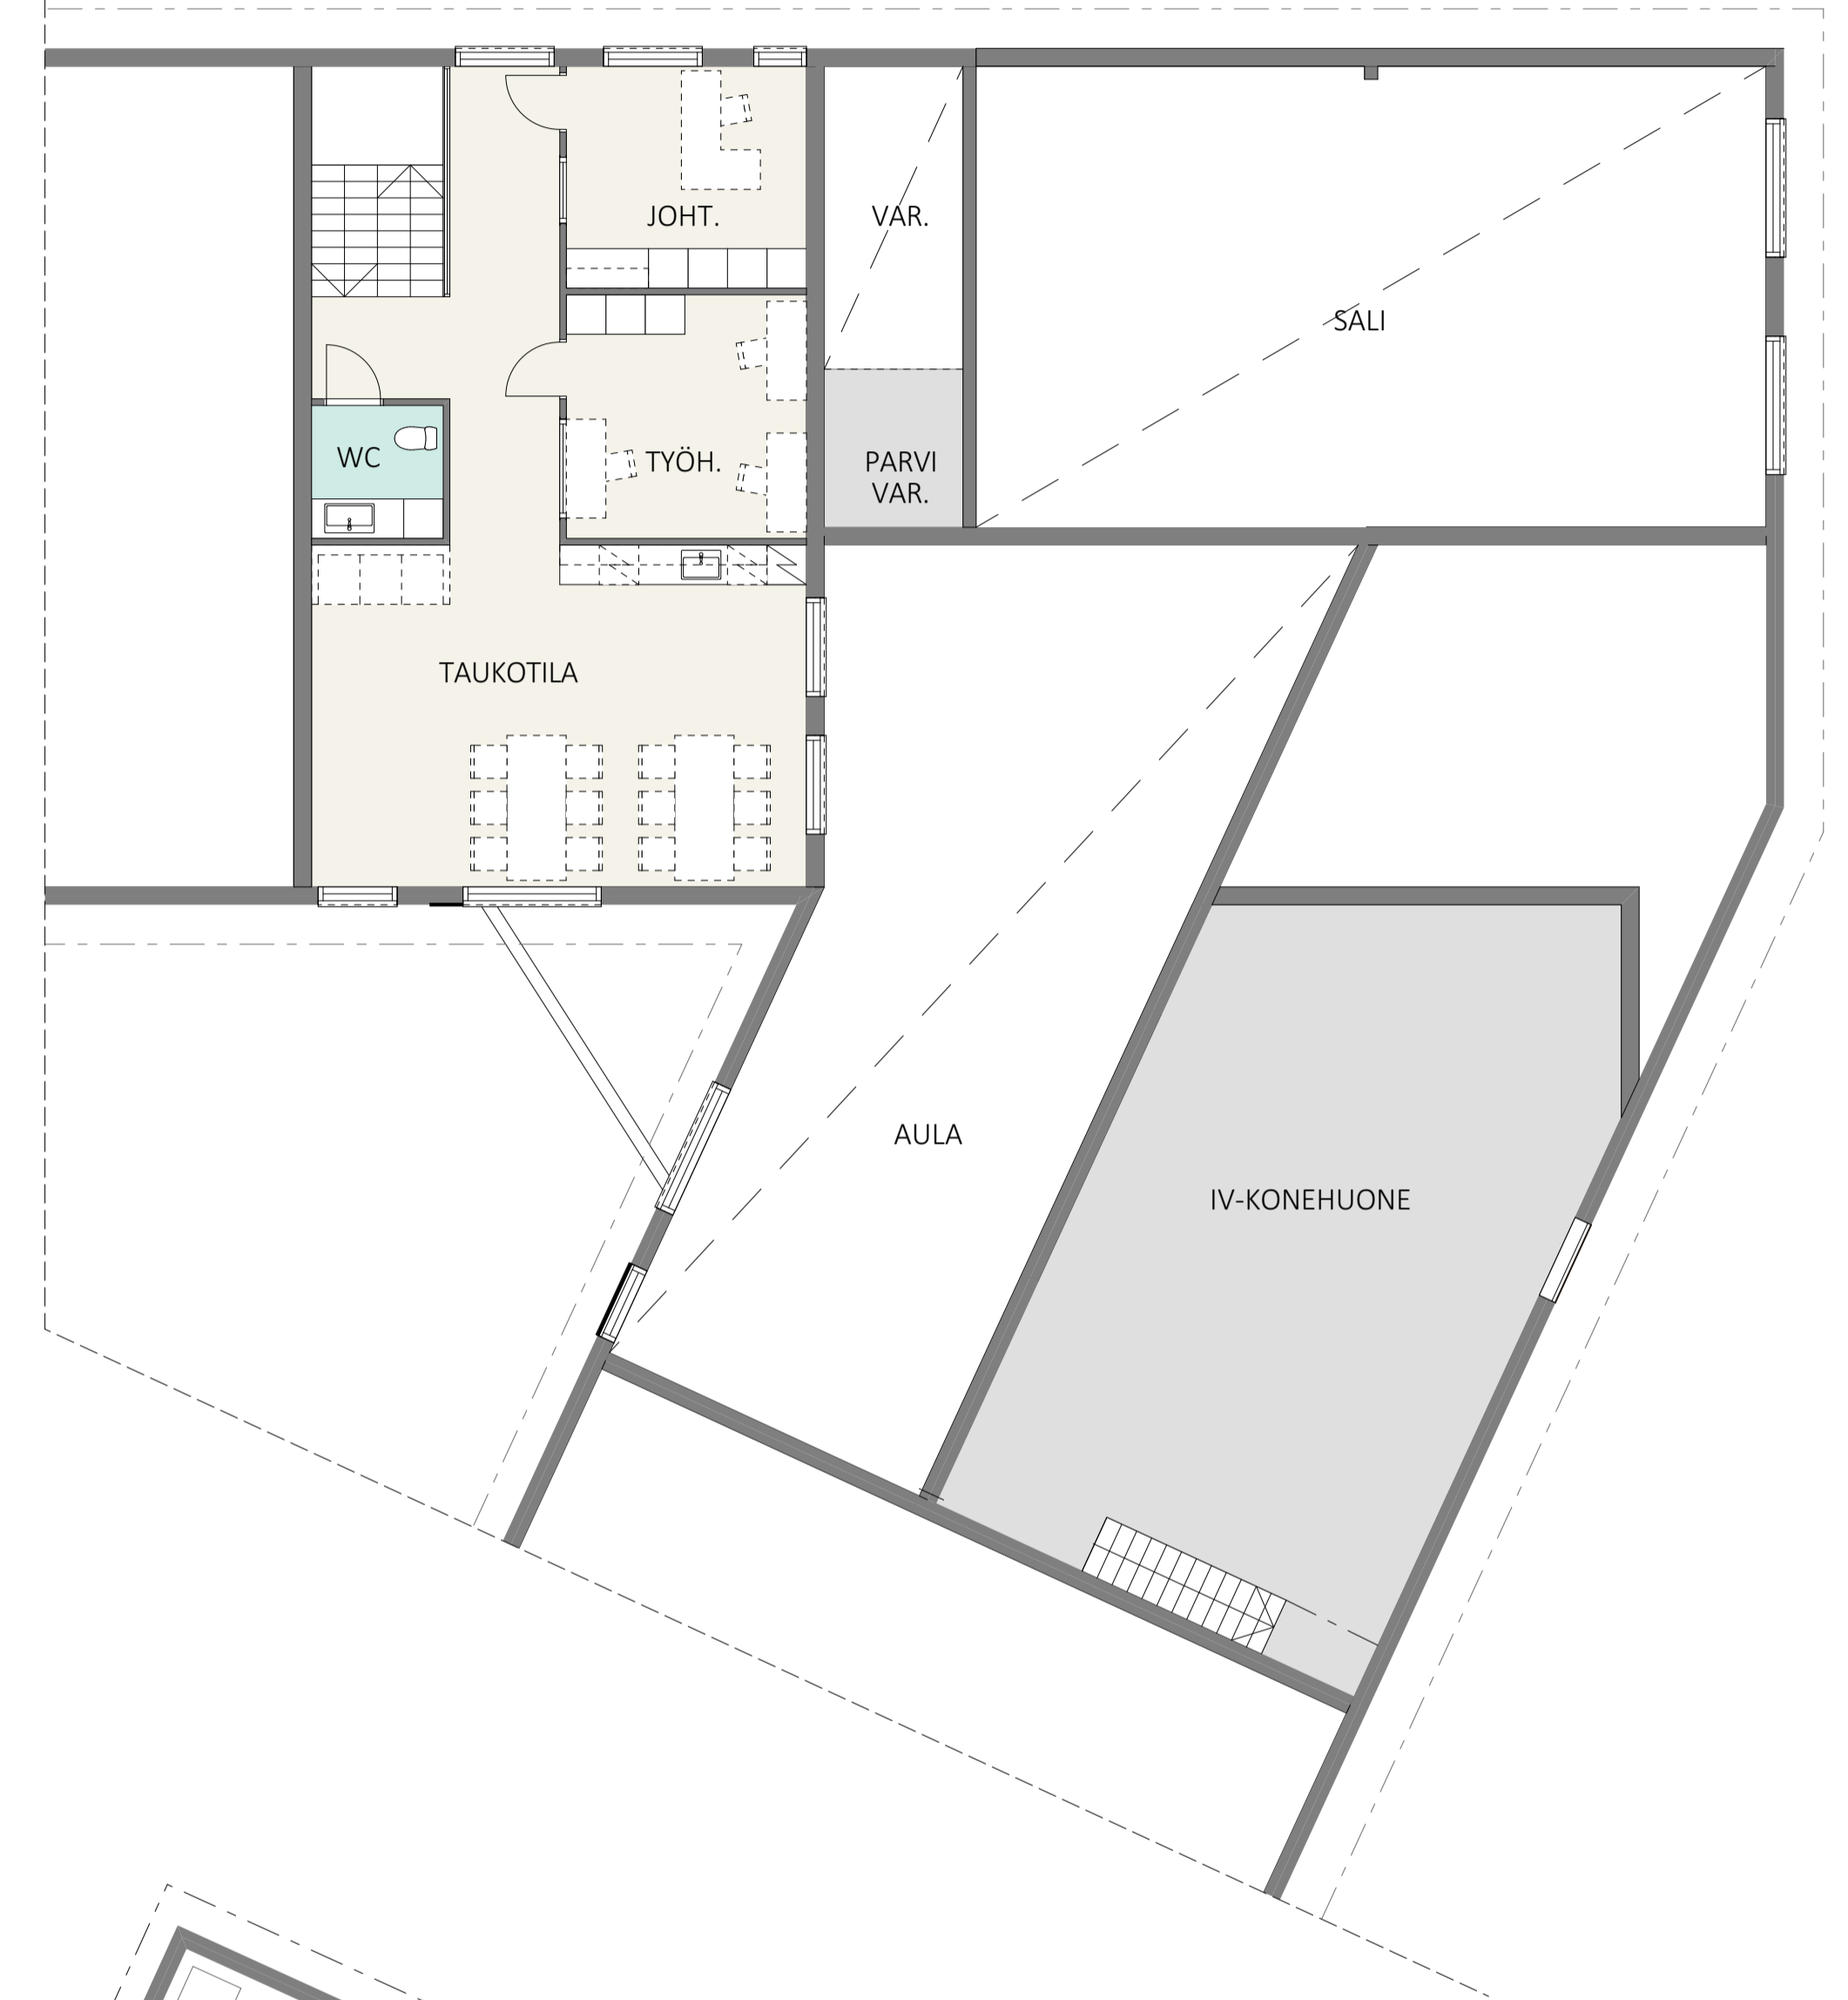 JOHT.
VAR.
SALI
WC
TYÖH.
PARVI
VAR.
TAUKOTILA
AULA
IV-KONEHUONE